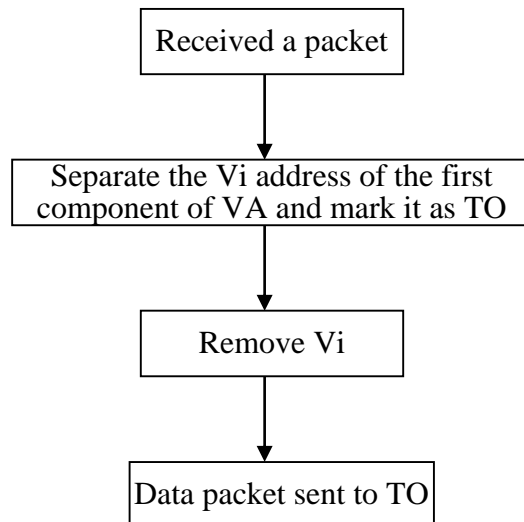 Received a packet
Separate the Vi address of the first
component of VA and mark it as TO
Remove Vi
Data packet sent to TO